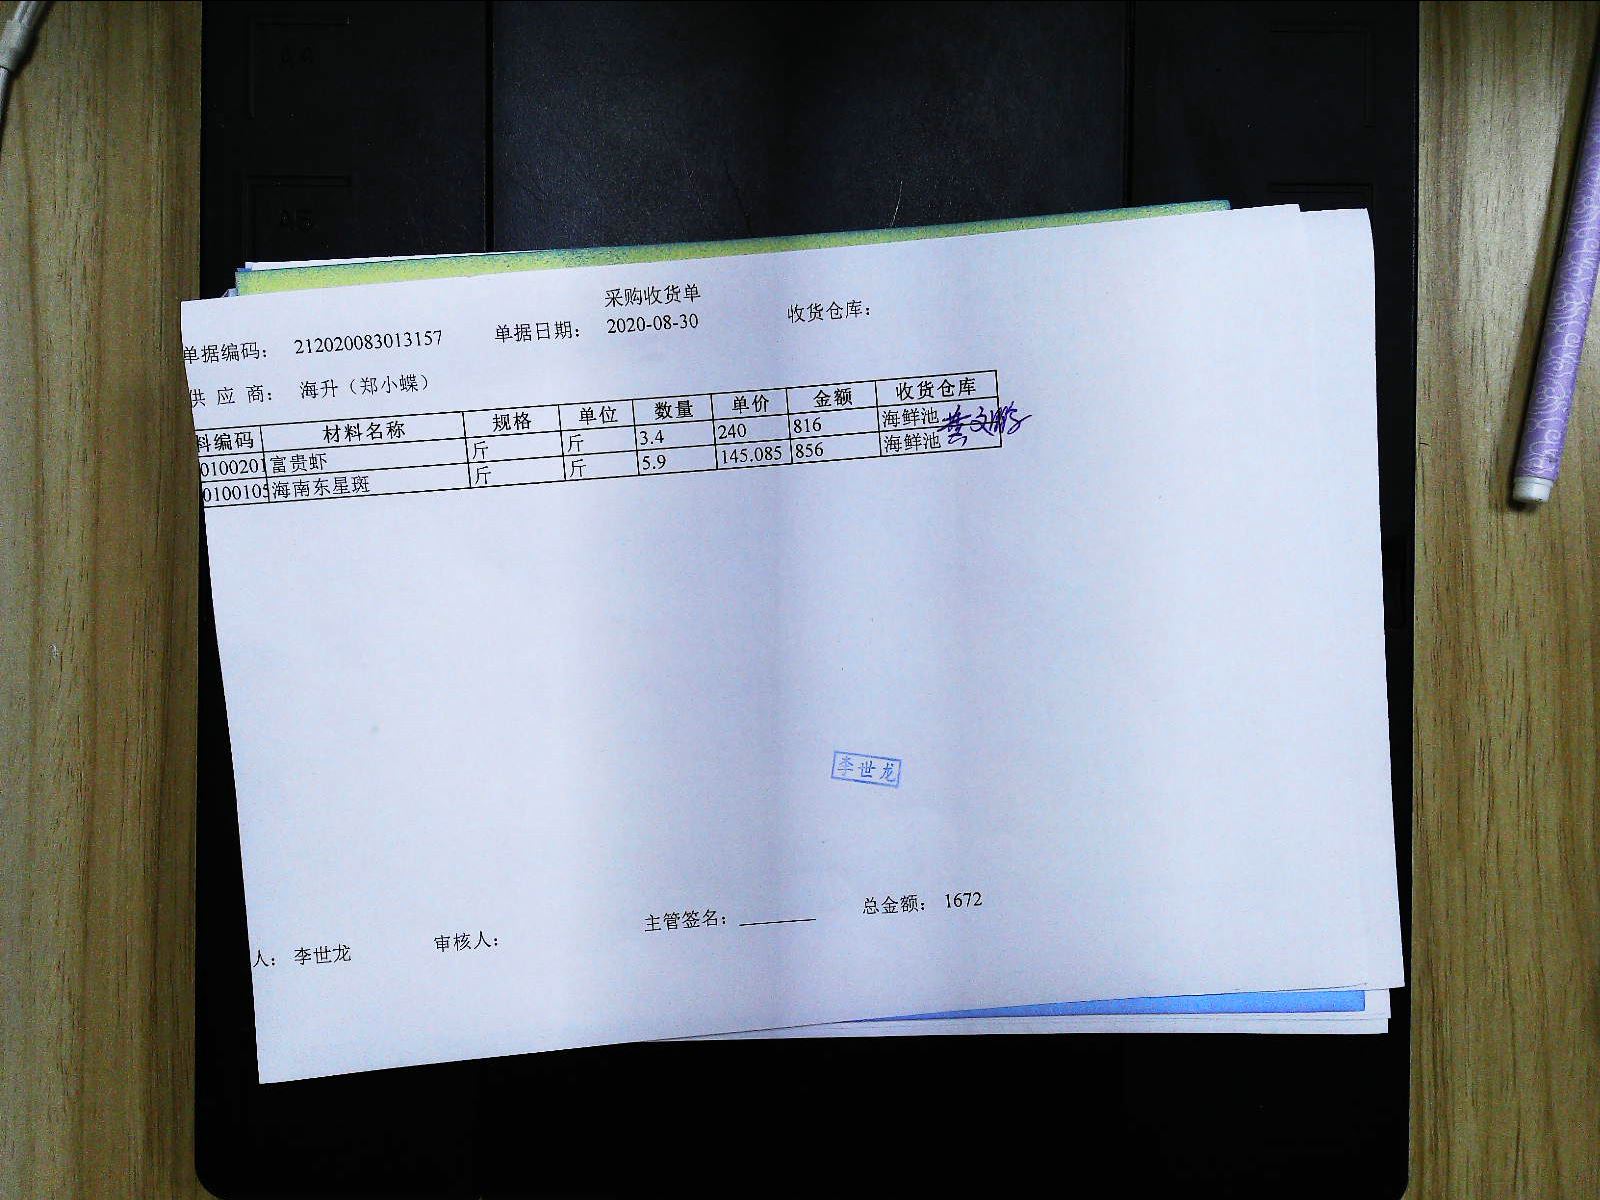 采购收货单
单据编码： 212020083013157 单据日期： 2020-08-30 收货仓库：
供 应 商： 海升（郑小蝶）
料编码 材料名称 规格 单位 数量 单价 金额 收货仓库
0100201 富贵虾 斤 斤 3.4 240 816 海鲜池
010010 海南东星斑 斤 斤 5.9 145.085 856 海鲜池
李世龙
人： 李世龙 审核人： 主管签名： 总金额： 1672